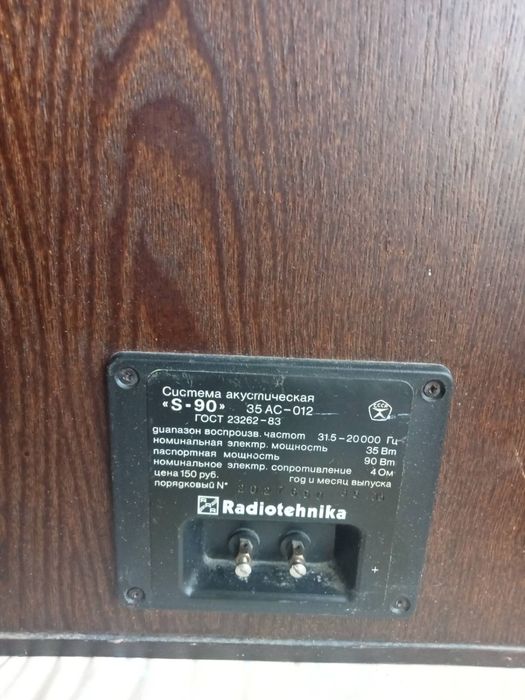 Система акустическая
«S-90» 35 АС-012
ГОСТ 23262-83
диапазон воспроизв. частот 31.5-20000 Гц
номинальная электр. мощность 35 Вт
паспортная мощность 90 Вт
номинальное электр. сопротивление 4 Ом
цена 150 руб. год и месяц выпуска
порядковый N°
Radiotehnika
+